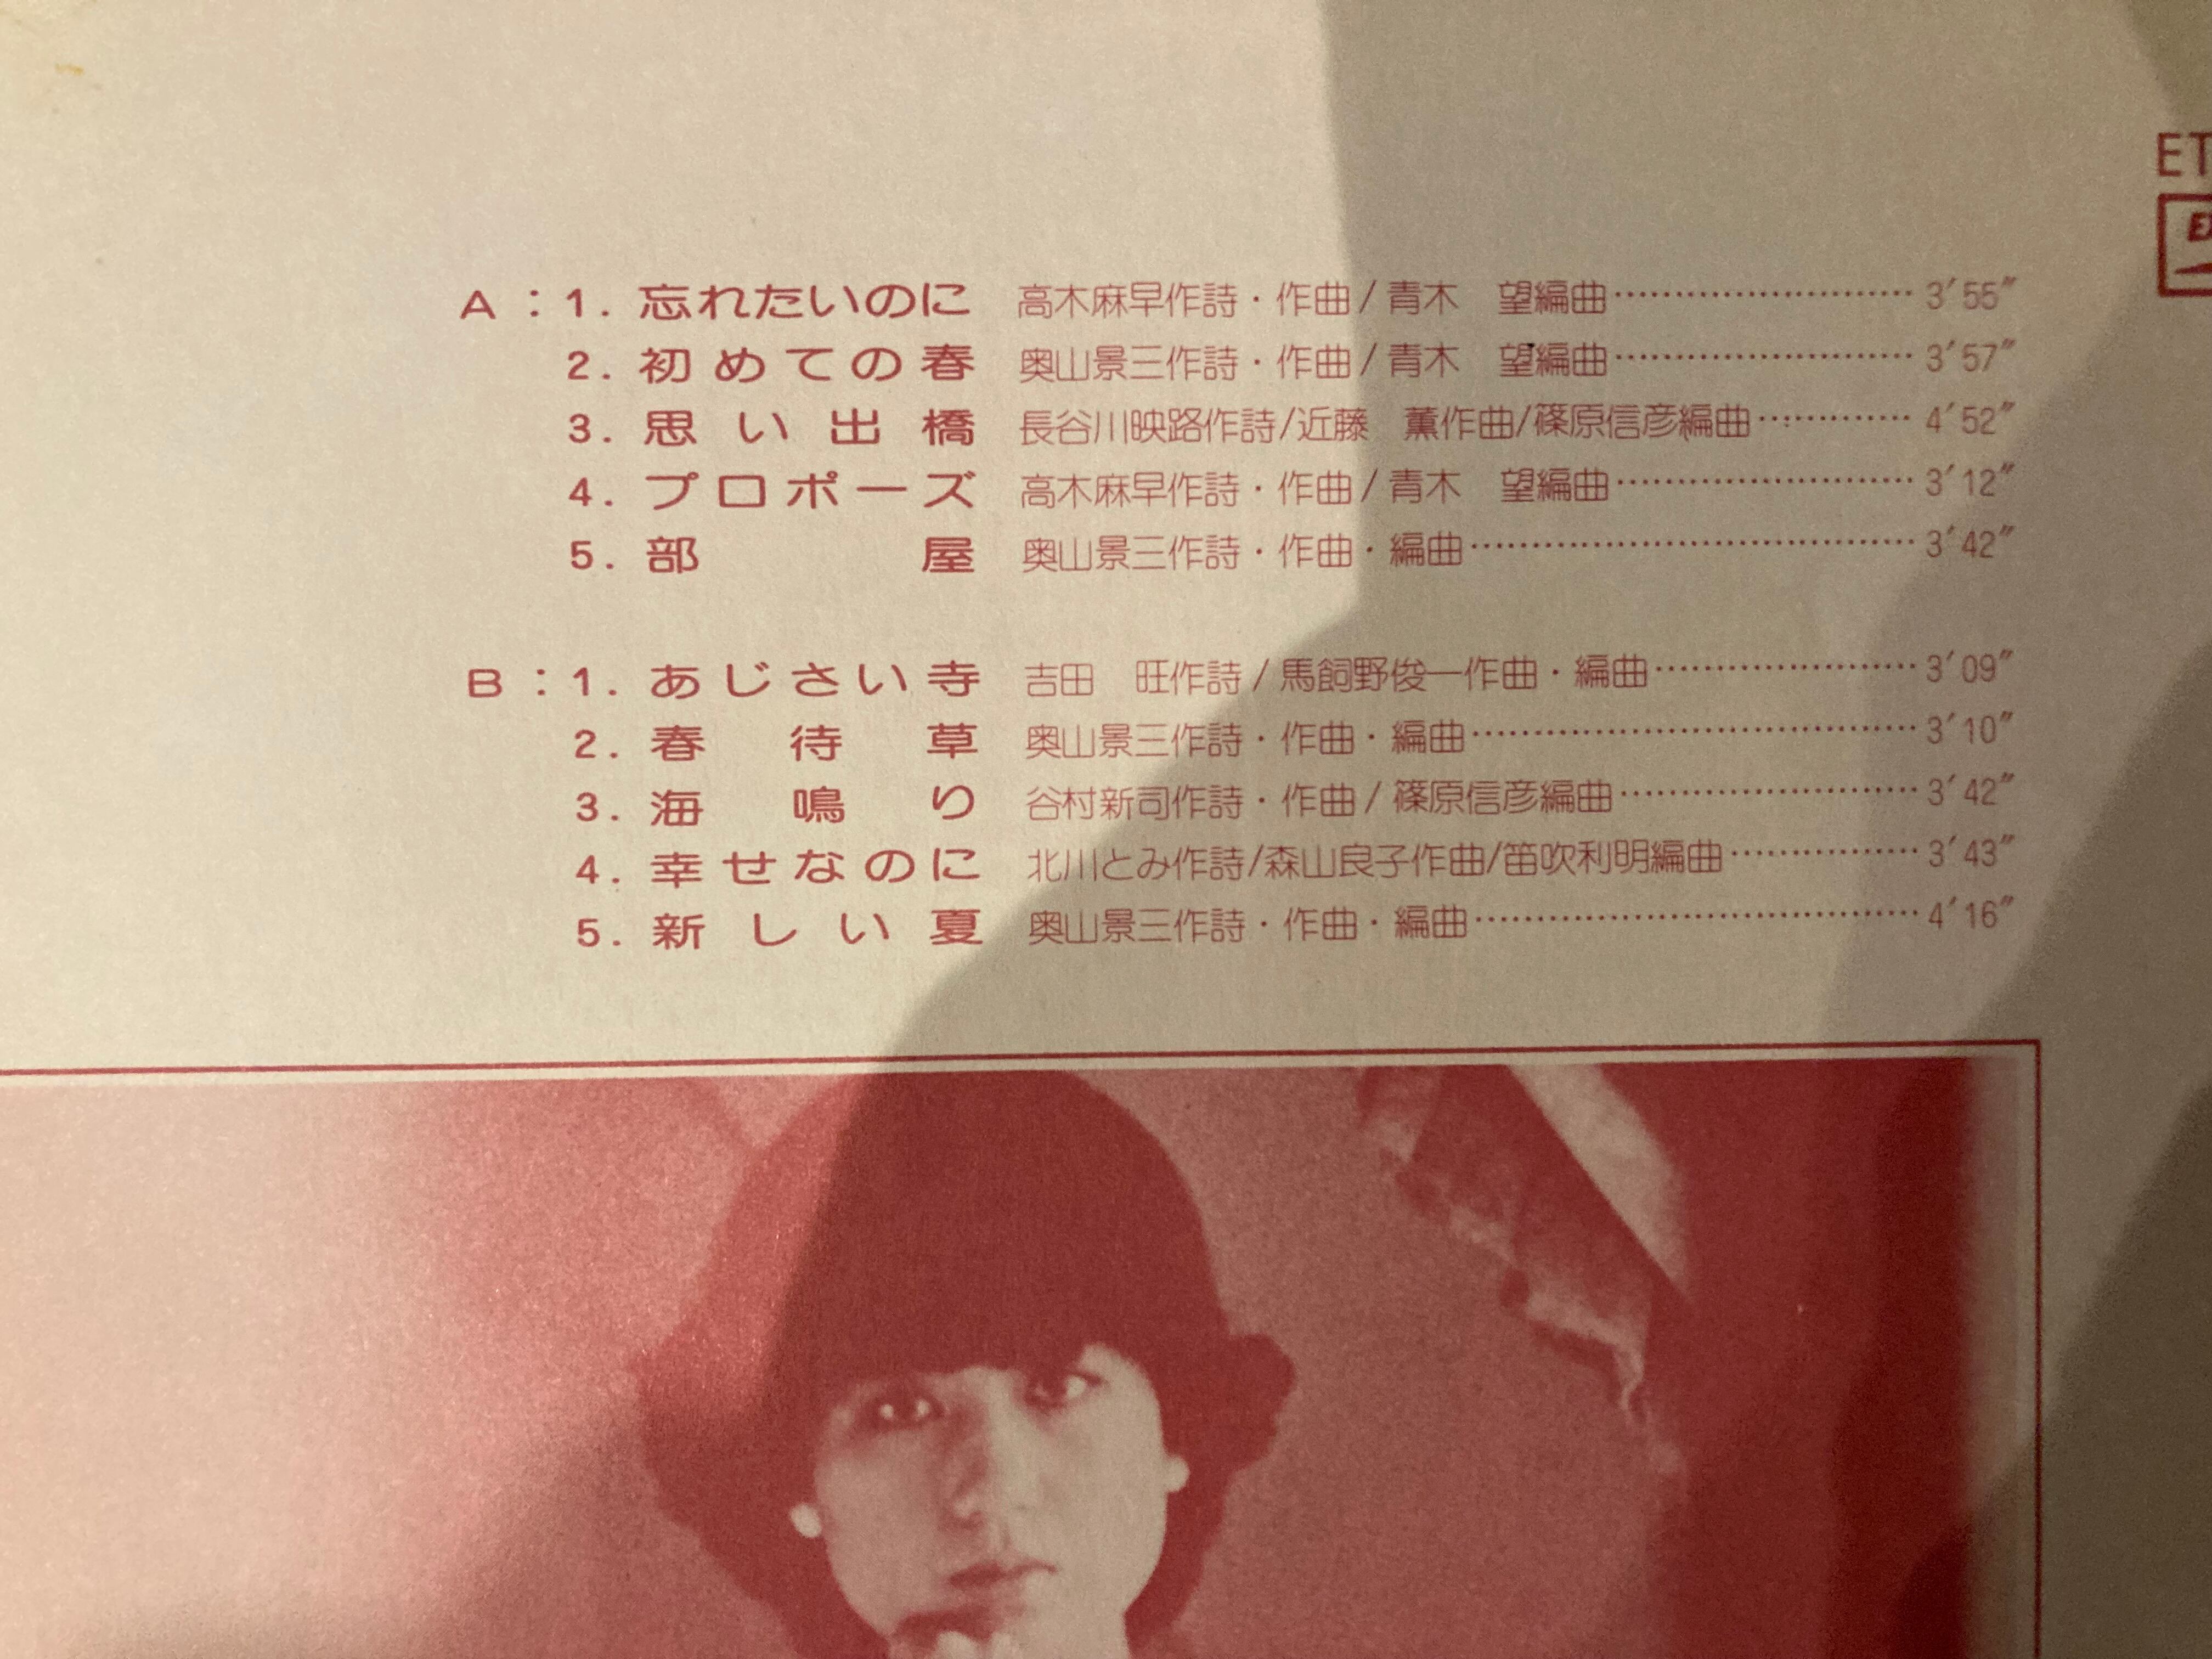 A：1. 忘れたいのに 高木麻早作詩・作曲/青木 望編曲………………………… 3′55″
2. 初めての春 奥山景三作詩・作曲/青木 望編曲………………………… 3′57″
3. 思い出橋 長谷川映路作詩/近藤 薫作曲/篠原信彦編曲…………… 4′52″
4. プロポーズ 高木麻早作詩・作曲/青木 望編曲………………………… 3′12″
5. 部屋 奥山景三作詩・作曲・編曲……………………………………… 3′42″
B：1. あじさい寺 吉田 旺作詩/馬飼野俊一作曲・編曲…………………… 3′09″
2. 春待草 奥山景三作詩・作曲・編曲……………………………………… 3′10″
3. 海鳴り 谷村新司作詩・作曲/篠原信彦編曲………………………… 3′42″
4. 幸せなのに 北川とみ作詩/森山良子作曲/笛吹利明編曲……………… 3′43″
5. 新しい夏 奥山景三作詩・作曲・編曲……………………………………… 4′16″
ET